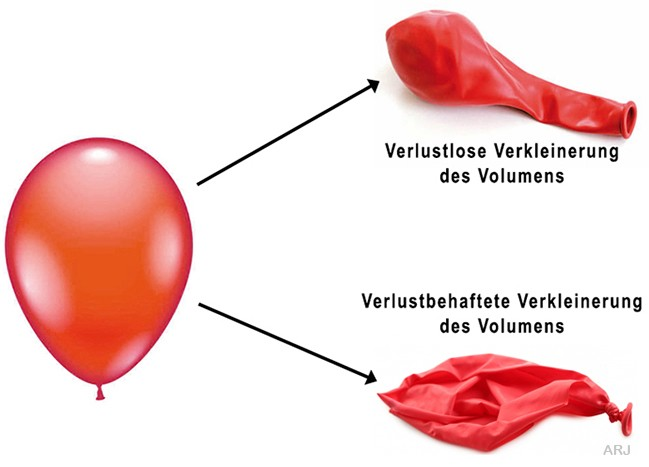 Verlustlose Verkleinerung
des Volumens
Verlustbehaftete Verkleinerung
des Volumens
ARJ